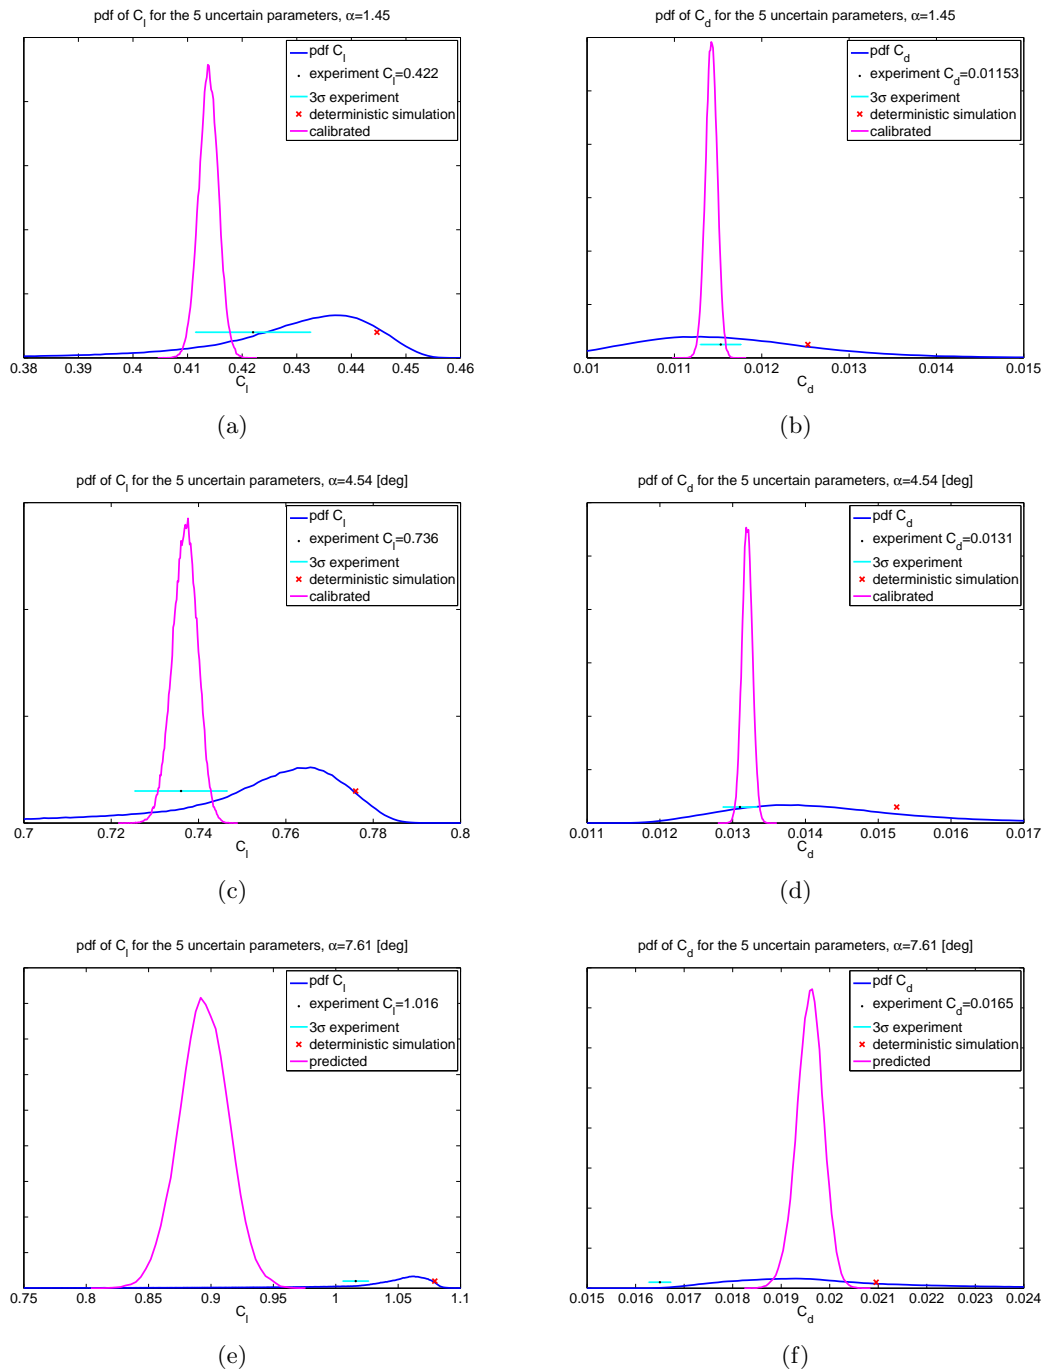 pdf of C_l for the 5 uncertain parameters, α=1.45
pdf C_l
experiment C_l=0.422
3σ experiment
deterministic simulation
calibrated
0.38 0.39 0.4 0.41 0.42 0.43 0.44 0.45 0.46
C_l
(a)
pdf of C_d for the 5 uncertain parameters, α=1.45
pdf C_d
experiment C_d=0.01153
3σ experiment
deterministic simulation
calibrated
0.01 0.011 0.012 0.013 0.014 0.015
C_d
(b)
pdf of C_l for the 5 uncertain parameters, α=4.54 [deg]
pdf C_l
experiment C_l=0.736
3σ experiment
deterministic simulation
calibrated
0.7 0.72 0.74 0.76 0.78 0.8
C_l
(c)
pdf of C_d for the 5 uncertain parameters, α=4.54 [deg]
pdf C_d
experiment C_d=0.0131
3σ experiment
deterministic simulation
calibrated
0.011 0.012 0.013 0.014 0.015 0.016 0.017
C_d
(d)
pdf of C_l for the 5 uncertain parameters, α=7.61 [deg]
pdf C_l
experiment C_l=1.016
3σ experiment
deterministic simulation
predicted
0.75 0.8 0.85 0.9 0.95 1 1.05 1.1
C_l
(e)
pdf of C_d for the 5 uncertain parameters, α=7.61 [deg]
pdf C_d
experiment C_d=0.0165
3σ experiment
deterministic simulation
predicted
0.015 0.016 0.017 0.018 0.019 0.02 0.021 0.022 0.023 0.024
C_d
(f)